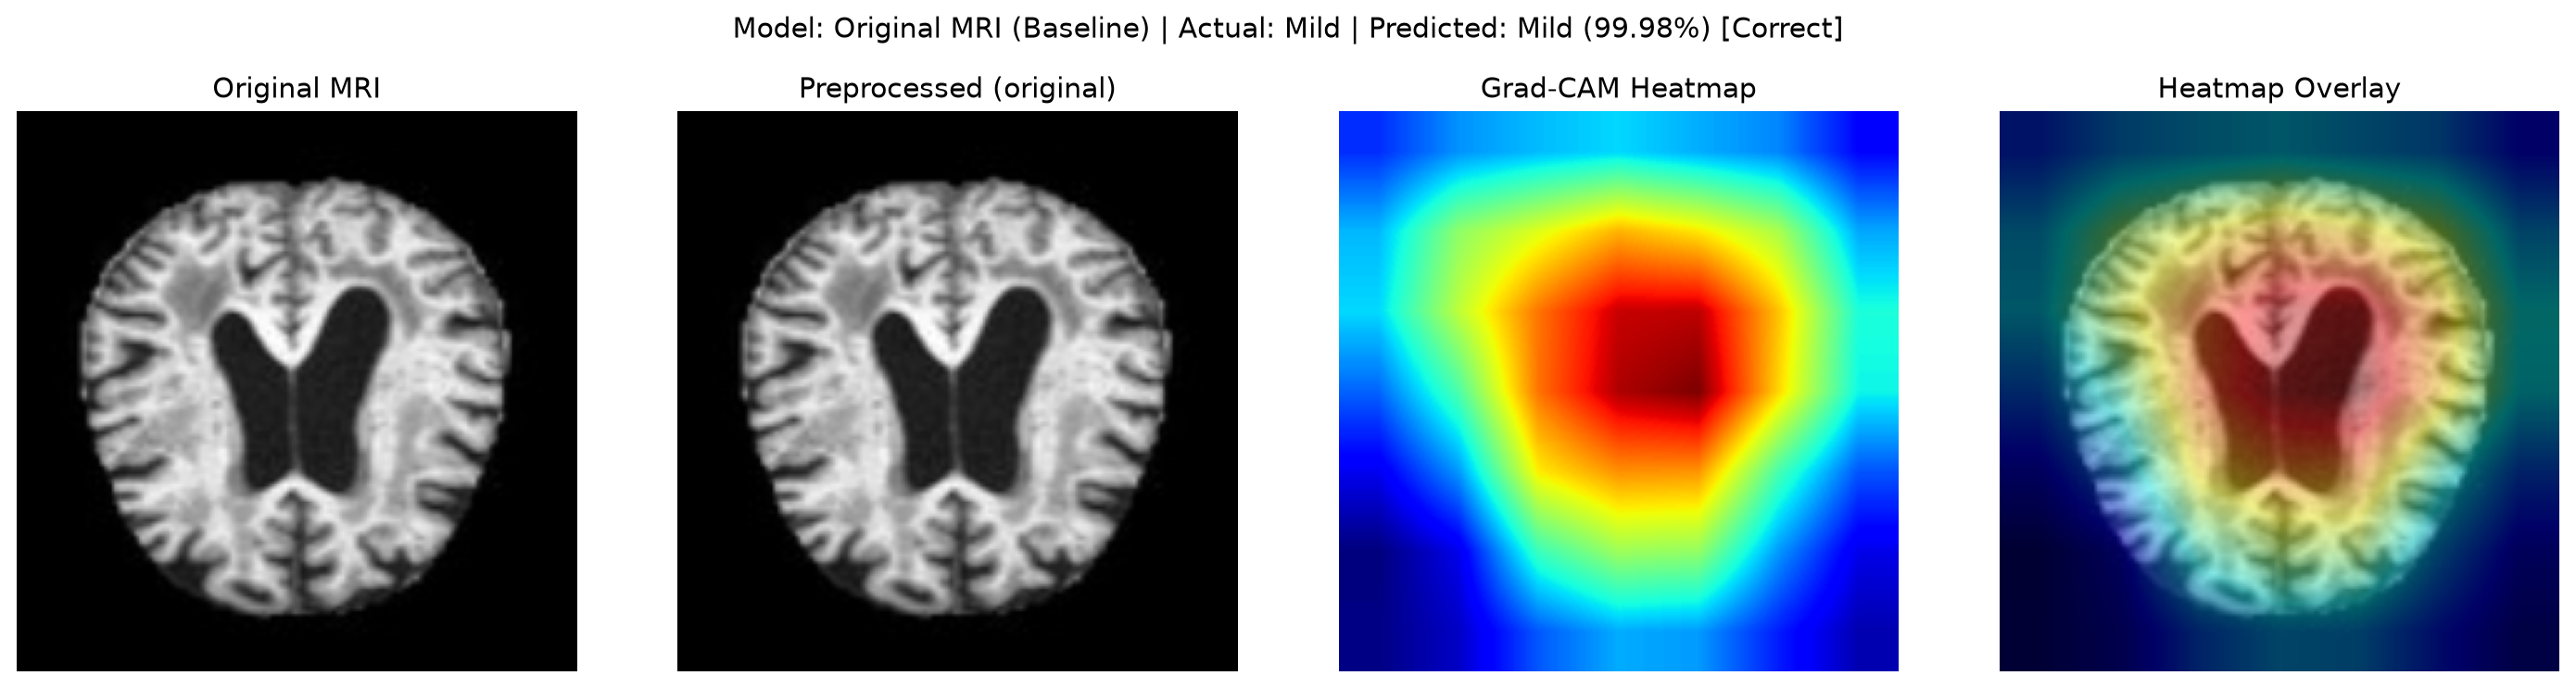 Model: Original MRI (Baseline) | Actual: Mild | Predicted: Mild (99.98%) [Correct]
Original MRI
Preprocessed (original)
Grad-CAM Heatmap
Heatmap Overlay